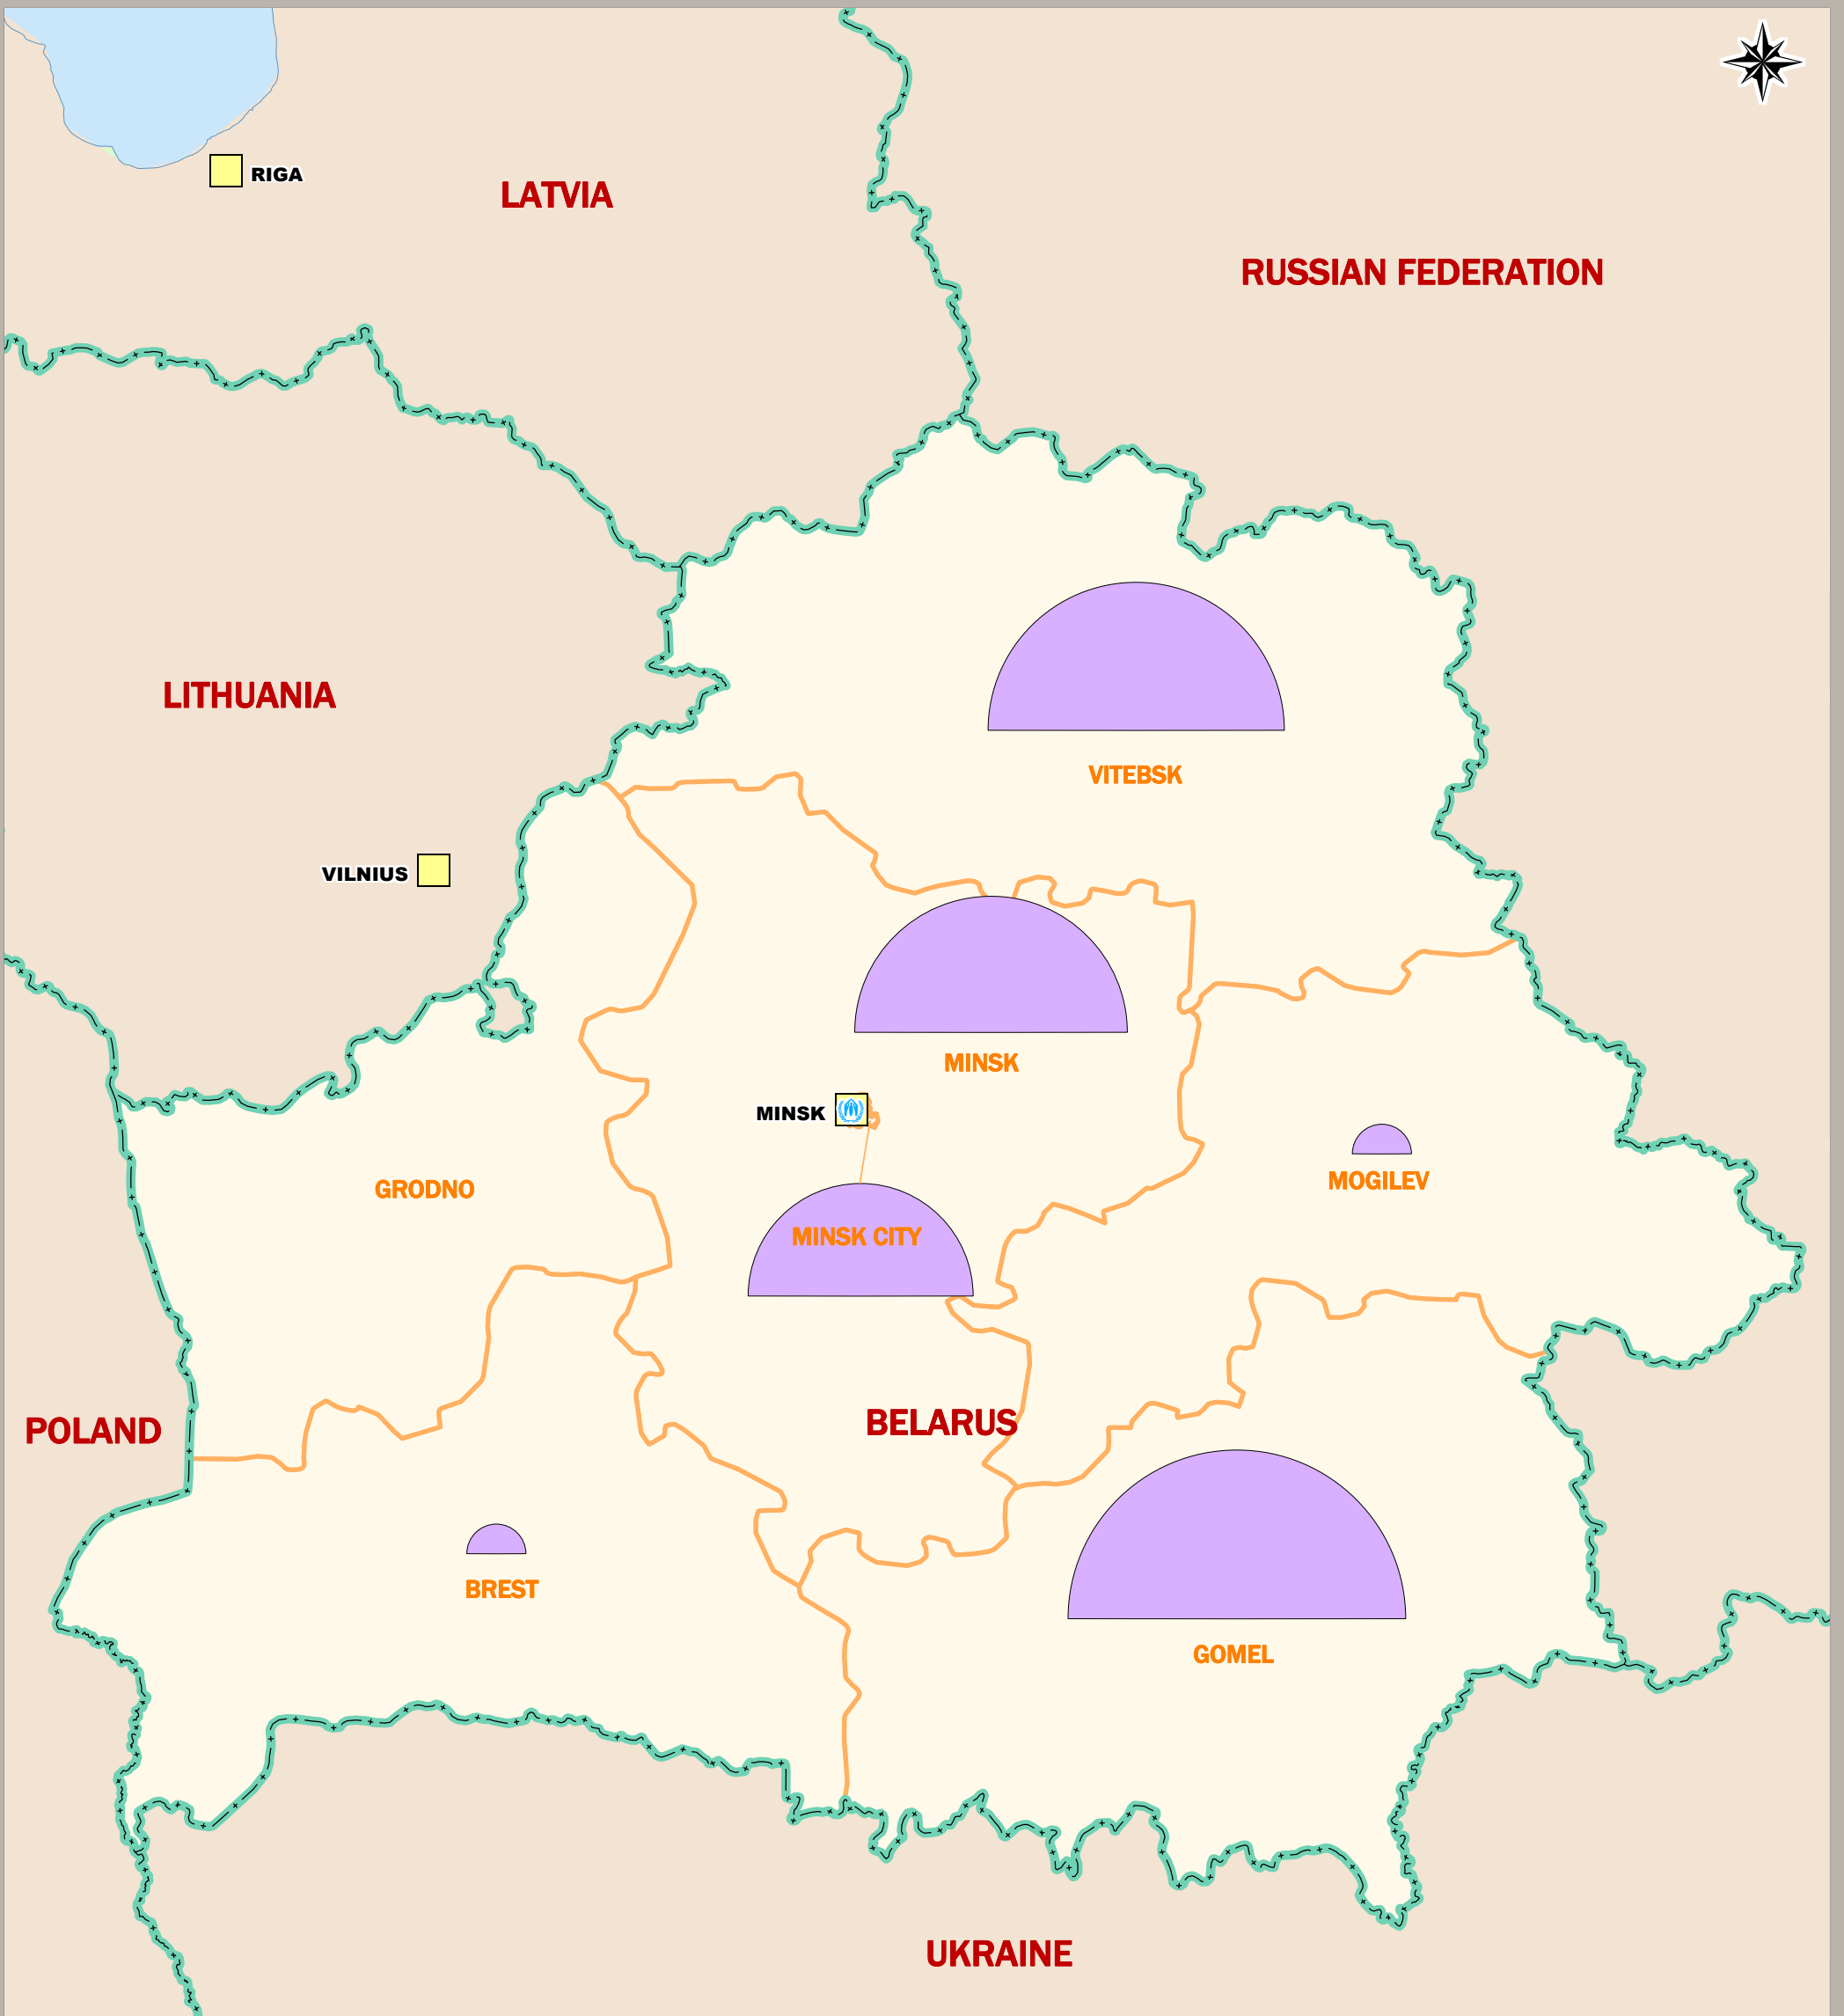 RIGA
LATVIA
RUSSIAN FEDERATION
LITHUANIA
VITEBSK
VILNIUS
MINSK
MINSK
GRODNO
MOGILEV
MINSK CITY
POLAND
BELARUS
BREST
GOMEL
UKRAINE